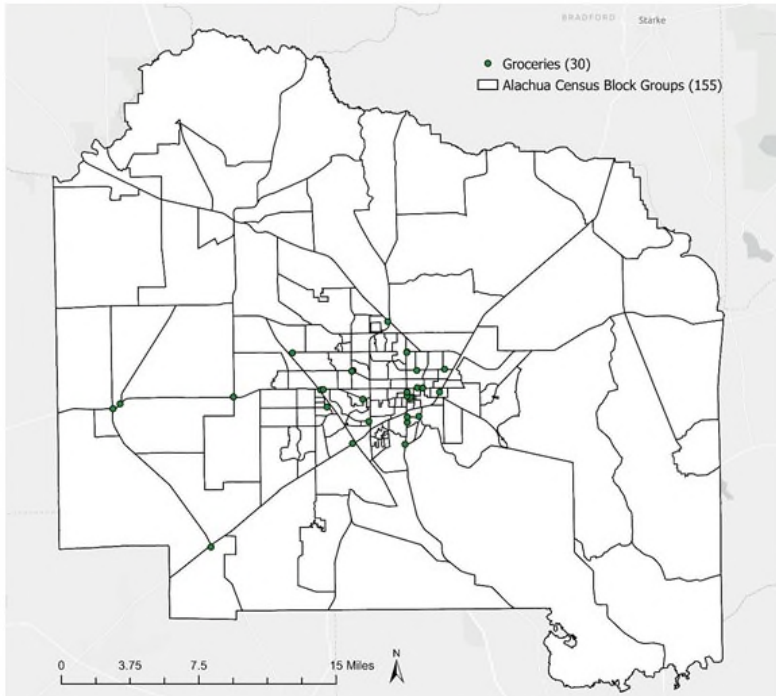 BRADFORD
Starke
Groceries (30)
Alachua Census Block Groups (155)
0 3.75 7.5 15 Miles
N